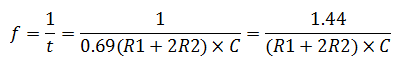 f = 1/t = 1/(0.69(R1 + 2R2) × C) = 1.44/((R1 + 2R2) × C)